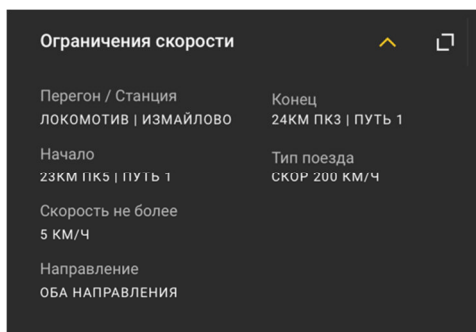 Ограничения скорости
Перегон / Станция
ЛОКОМОТИВ | ИЗМАЙЛОВО
Конец
24КМ ПК3 | ПУТЬ 1
Начало
23КМ ПК5 | ПУТЬ 1
Тип поезда
СКОР 200 КМ/Ч
Скорость не более
5 КМ/Ч
Направление
ОБА НАПРАВЛЕНИЯ